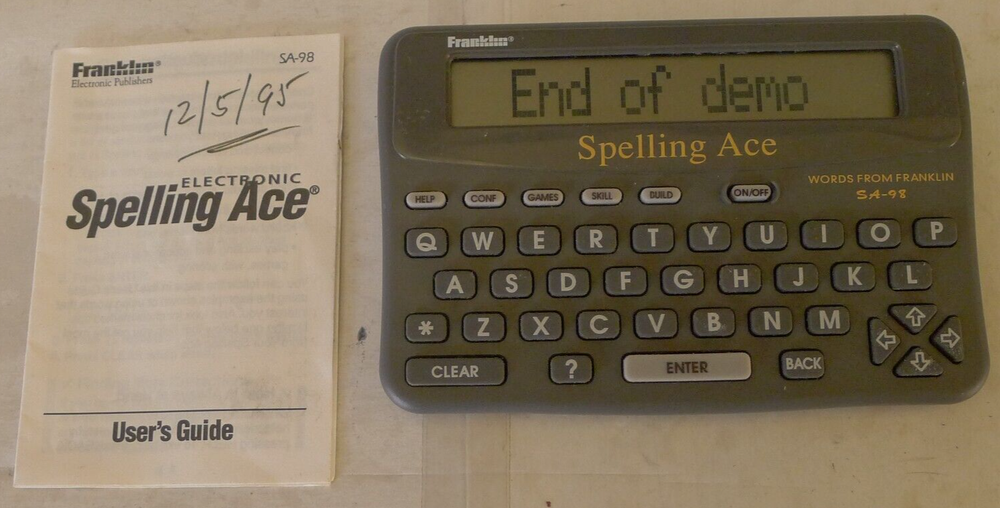 Franklin® SA-98
Electronic Publishers
12/5/95
ELECTRONIC
Spelling Ace®
User's Guide
Franklin®
End of demo
Spelling Ace
WORDS FROM FRANKLIN
SA-98
HELP CONF GAMES SKILL BUILD ON/OFF
Q W E R T Y U I O P
A S D F G H J K L
* Z X C V B N M
CLEAR ? ENTER BACK